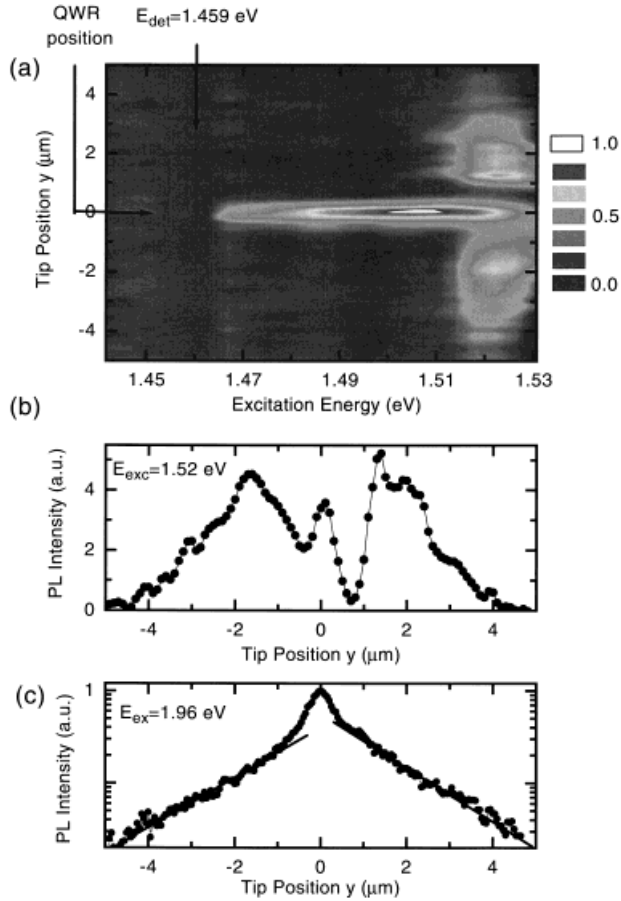 QWR
position
E_det=1.459 eV
(a)
4
2
0
-2
-4
Tip Position y (μm)
1.0
0.5
0.0
1.45 1.47 1.49 1.51 1.53
Excitation Energy (eV)
(b)
E_exc=1.52 eV
4
2
0
PL Intensity (a.u.)
-4 -2 0 2 4
Tip Position y (μm)
(c)
E_ex=1.96 eV
1
PL Intensity (a.u.)
-4 -2 0 2 4
Tip Position y (μm)